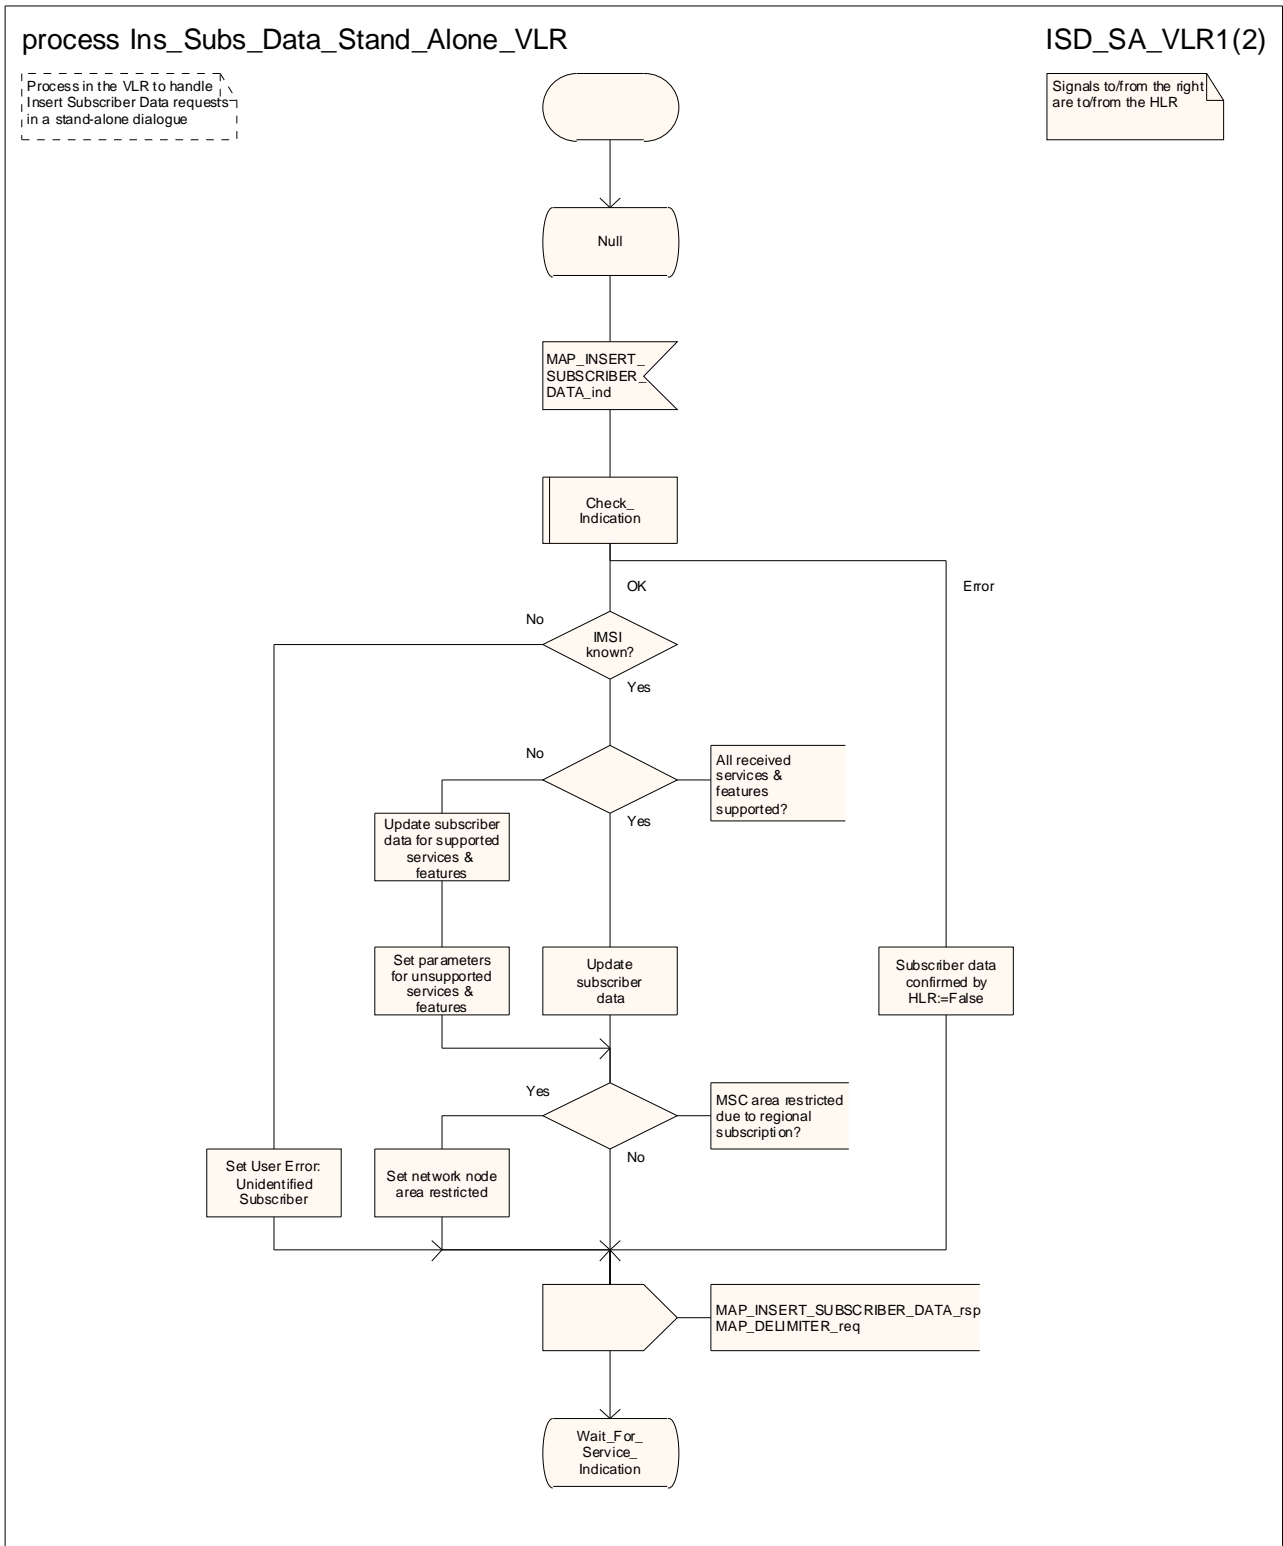 process Ins_Subs_Data_Stand_Alone_VLR
ISD_SA_VLR1(2)
Process in the VLR to handle
Insert Subscriber Data requests
in a stand-alone dialogue
Signals to/from the right
are to/from the HLR
Null
MAP_INSERT_
SUBSCRIBER_
DATA_ind
Check_
Indication
OK
Error
No
IMSI
known?
Yes
No
All received
services &
features
supported?
Yes
Update subscriber
data for supported
services &
features
Set parameters
for unsupported
services &
features
Update
subscriber
data
Subscriber data
confirmed by
HLR:=False
Yes
MSC area restricted
due to regional
subscription?
No
Set User Error:
Unidentified
Subscriber
Set network node
area restricted
MAP_INSERT_SUBSCRIBER_DATA_rsp
MAP_DELIMITER_req
Wait_For_
Service_
Indication